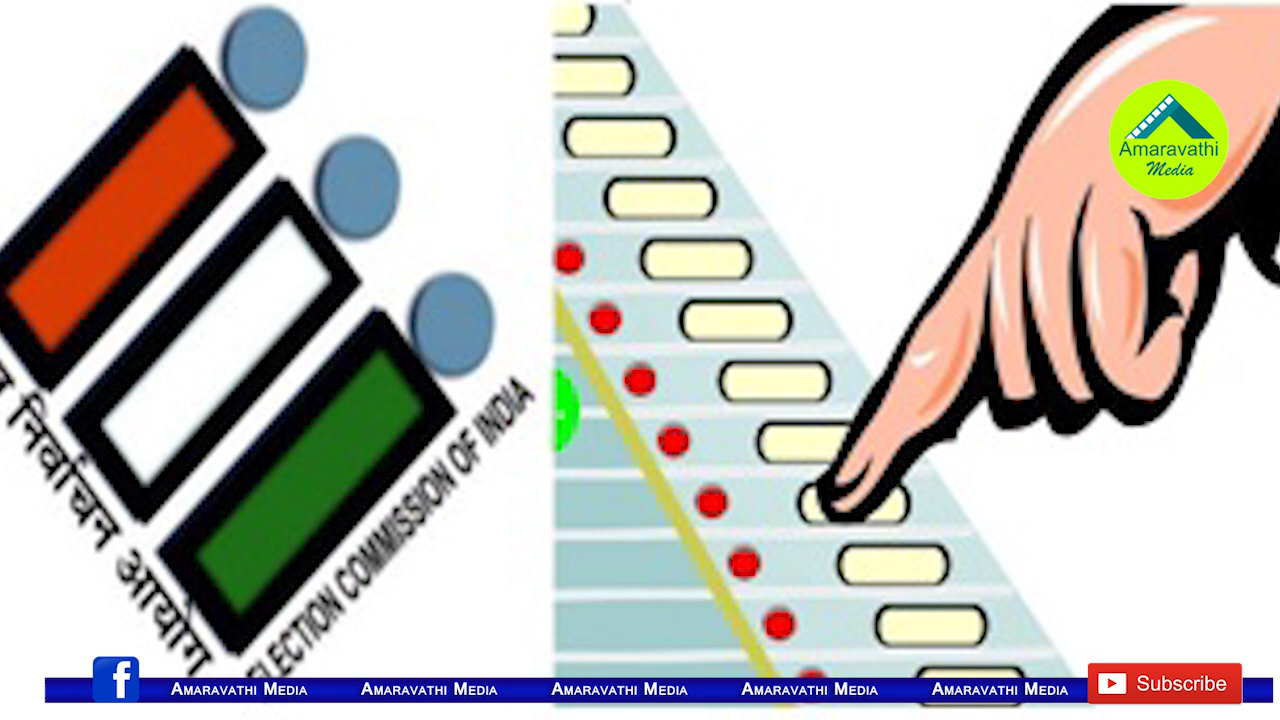 निर्वाचन आयोग
ELECTION COMMISSION OF INDIA
Amaravathi
Media
f
AMARAVATHI MEDIA AMARAVATHI MEDIA AMARAVATHI MEDIA AMARAVATHI MEDIA AMARAVATHI MEDIA
Subscribe